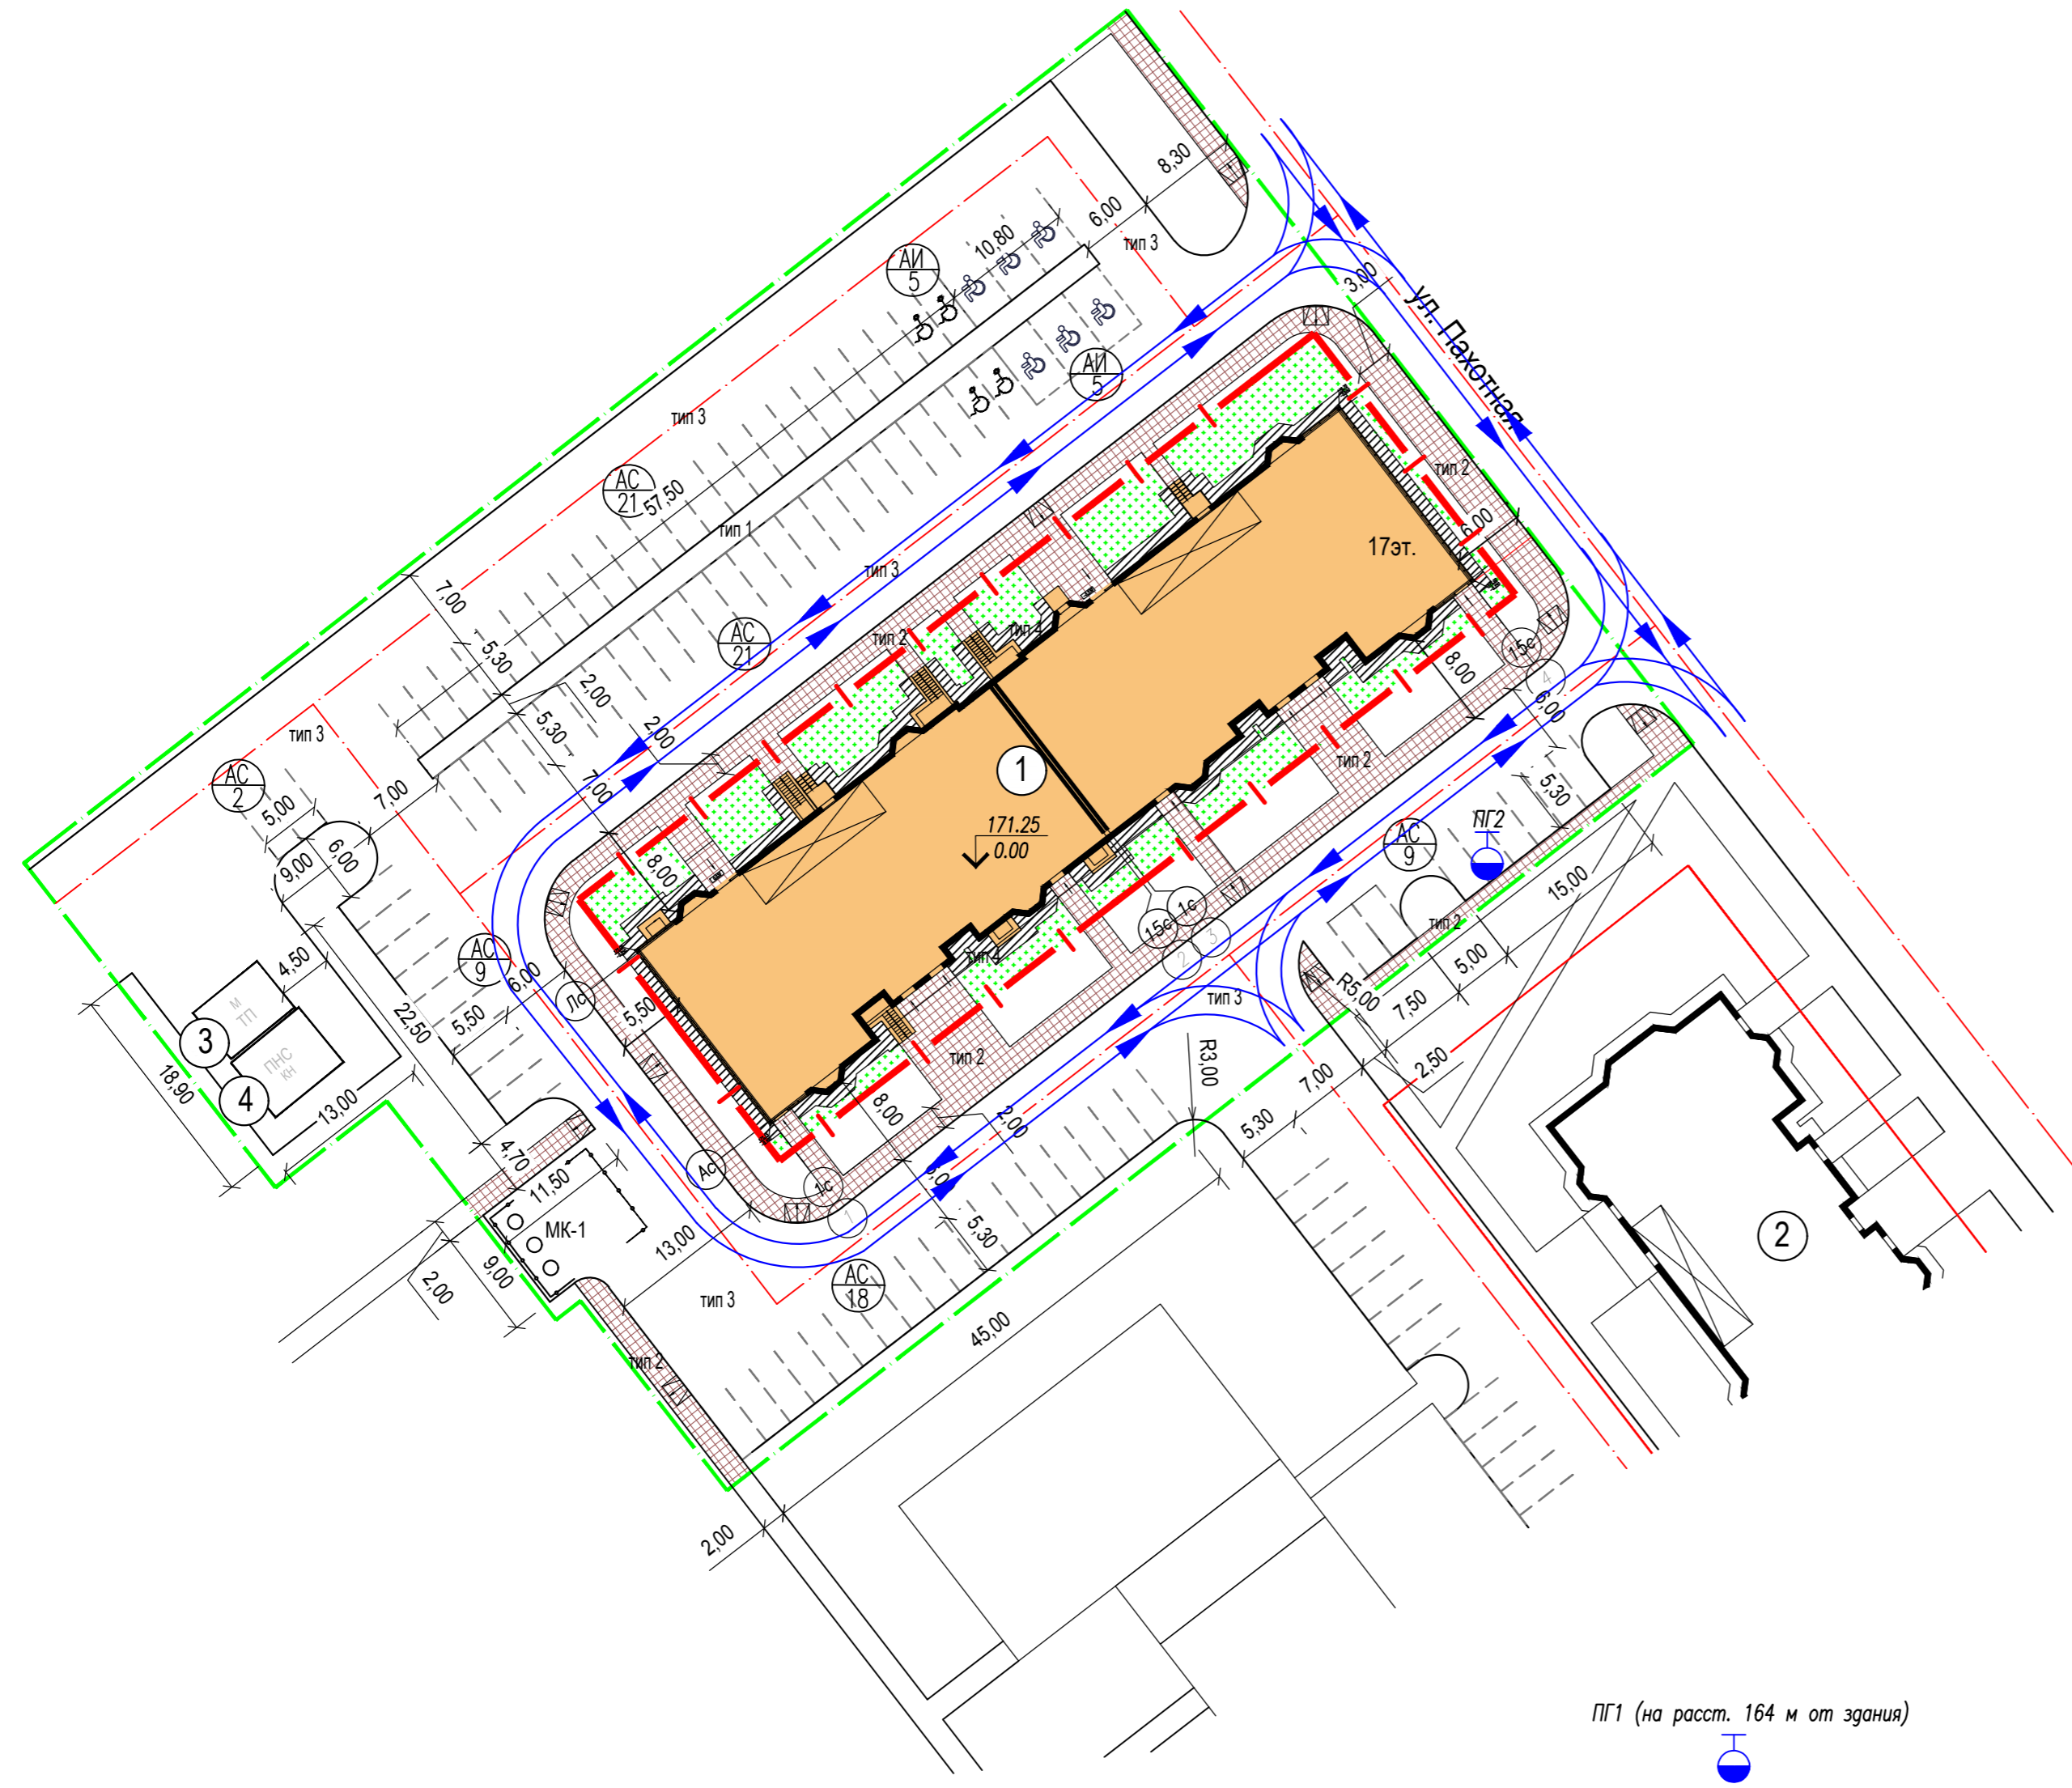 8,30
6,00
10,80
тип 3
АИ
5
3,00
ул. Пахотная
АИ
5
тип 3
АС
21
57,50
тип 2
тип 1
6,00
17эт.
тип 3
7,00
АС
21
5,30
2,00
тип 2
тип 4
15с
4
8,00
6,00
5,30
2,00
тип 3
АС
2
5,00
7,00
7,00
1
тип 2
5,30
171.25
0.00
ПГ2
АС
9
9,00
6,00
8,00
15,00
1с
15с
3
2
тип 2
АС
9
4,50
6,00
тип 4
5,00
R5,00
7,50
тип 3
Лс
5,50
5,50
М
ТП
3
22,50
ПНС
КН
4
18,90
13,00
тип 2
R3,00
7,00
2,50
8,00
2,00
5,30
4,70
Ас
1с
1
11,50
МК-1
5,30
13,00
9,00
2,00
АС
18
тип 3
2
45,00
тип 2
2,00
ПГ1 (на расст. 164 м от здания)